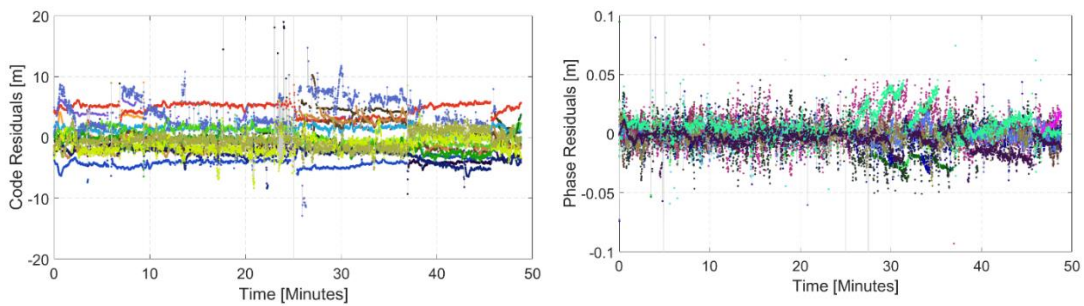 20
10
0
-10
-20
Code Residuals [m]
0 10 20 30 40 50
Time [Minutes]
0.1
0.05
0
-0.05
-0.1
Phase Residuals [m]
0 10 20 30 40 50
Time [Minutes]